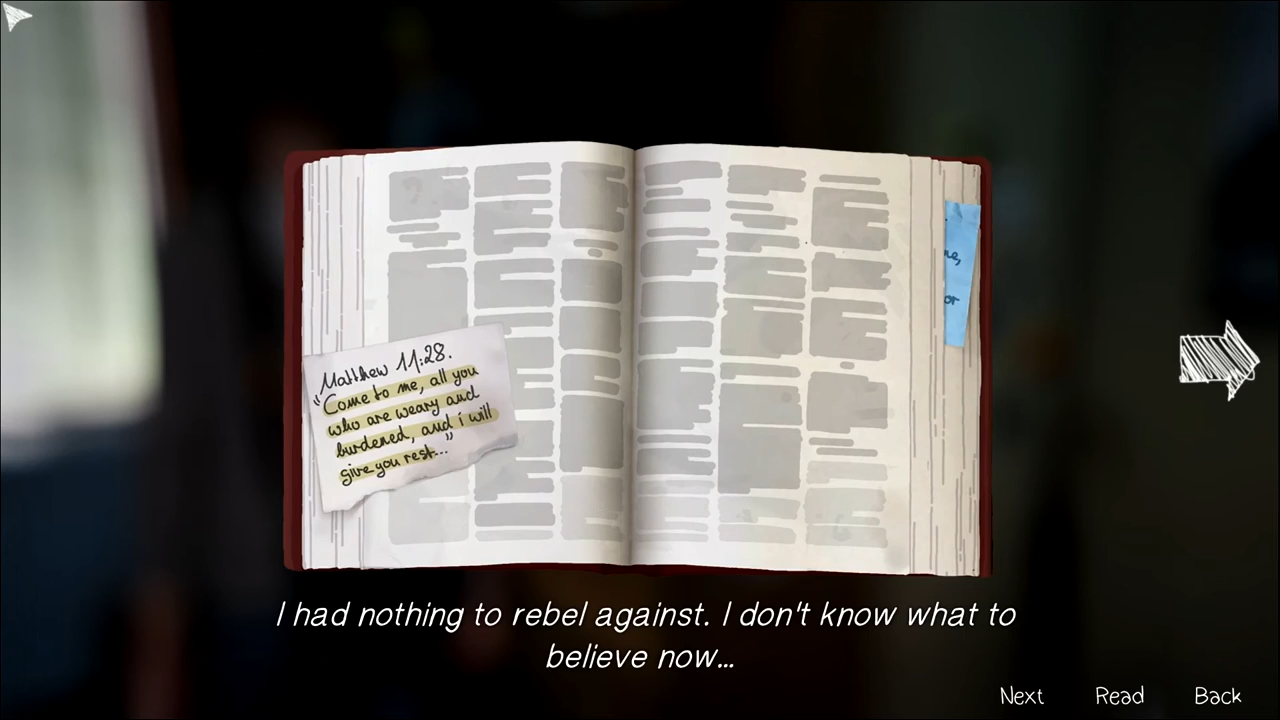 Matthew 11:28.
"Come to me, all you
who are weary and
burdened, and i will
give you rest..."
or
I had nothing to rebel against. I don't know what to
believe now...
Next Read Back